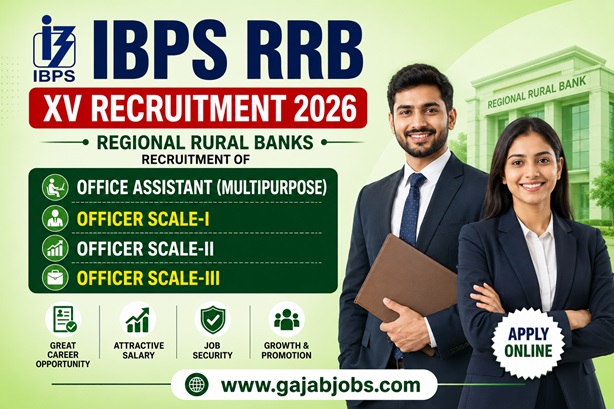 IBPS
IBPS RRB
XV RECRUITMENT 2026
REGIONAL RURAL BANKS
RECRUITMENT OF
OFFICE ASSISTANT (MULTIPURPOSE)
OFFICER SCALE-I
OFFICER SCALE-II
OFFICER SCALE-III
GREAT
CAREER
OPPORTUNITY
ATTRACTIVE
SALARY
JOB
SECURITY
GROWTH &
PROMOTION
REGIONAL RURAL BANK
APPLY
ONLINE
www.gajabjobs.com